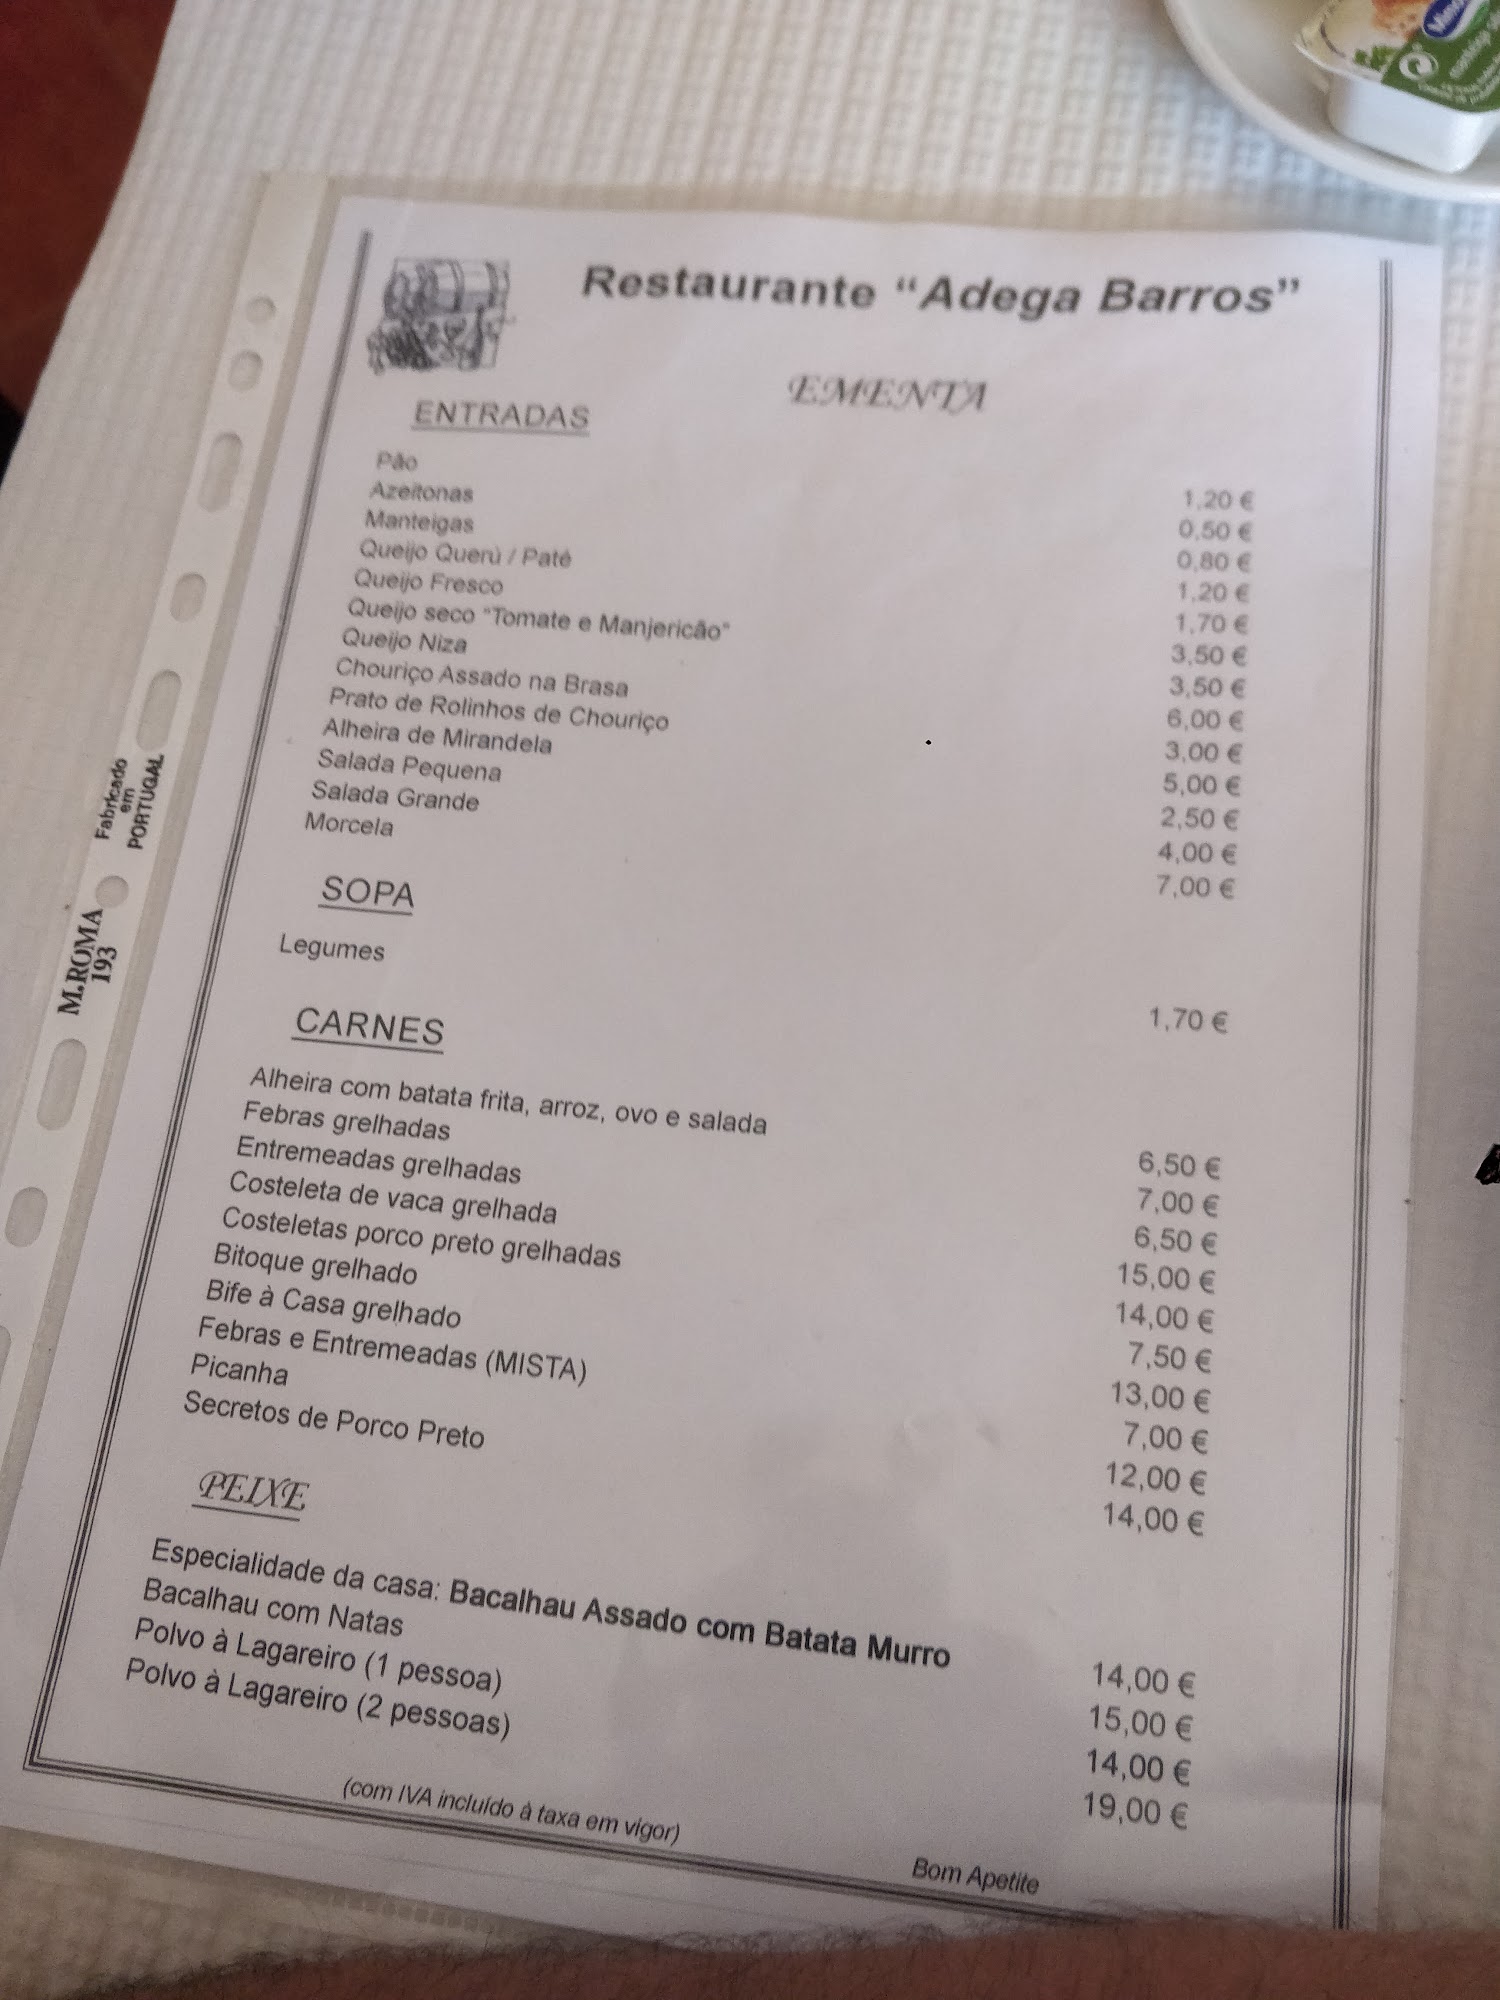 Restaurante “Adega Barros”
EMENTA
ENTRADAS
Pão 1,20 €
Azeitonas 0,50 €
Manteigas 0,80 €
Queijo Querú / Paté 1,20 €
Queijo Fresco 1,70 €
Queijo seco "Tomate e Manjericão" 3,50 €
Queijo Niza 3,50 €
Chouriço Assado na Brasa 6,00 €
Prato de Rolinhos de Chouriço 3,00 €
Alheira de Mirandela 5,00 €
Salada Pequena 2,50 €
Salada Grande 4,00 €
Morcela 7,00 €
SOPA
Legumes 1,70 €
CARNES
Alheira com batata frita, arroz, ovo e salada 6,50 €
Febras grelhadas 7,00 €
Entremeadas grelhadas 6,50 €
Costeleta de vaca grelhada 15,00 €
Costeletas porco preto grelhadas 14,00 €
Bitoque grelhado 7,50 €
Bife à Casa grelhado 13,00 €
Febras e Entremeadas (MISTA) 7,00 €
Picanha 12,00 €
Secretos de Porco Preto 14,00 €
PEIXE
Especialidade da casa: Bacalhau Assado com Batata Murro 14,00 €
Bacalhau com Natas 15,00 €
Polvo à Lagareiro (1 pessoa) 14,00 €
Polvo à Lagareiro (2 pessoas) 19,00 €
(com IVA incluído à taxa em vigor)
Bom Apetite
Fabricado
em
PORTUGAL
M.ROMA
193